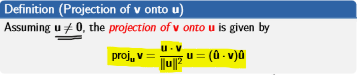 Definition (Projection of v onto u)
Assuming u ≠ 0, the projection of v onto u is given by
proj_u v = (u · v / ‖u‖²) u = (û · v)û